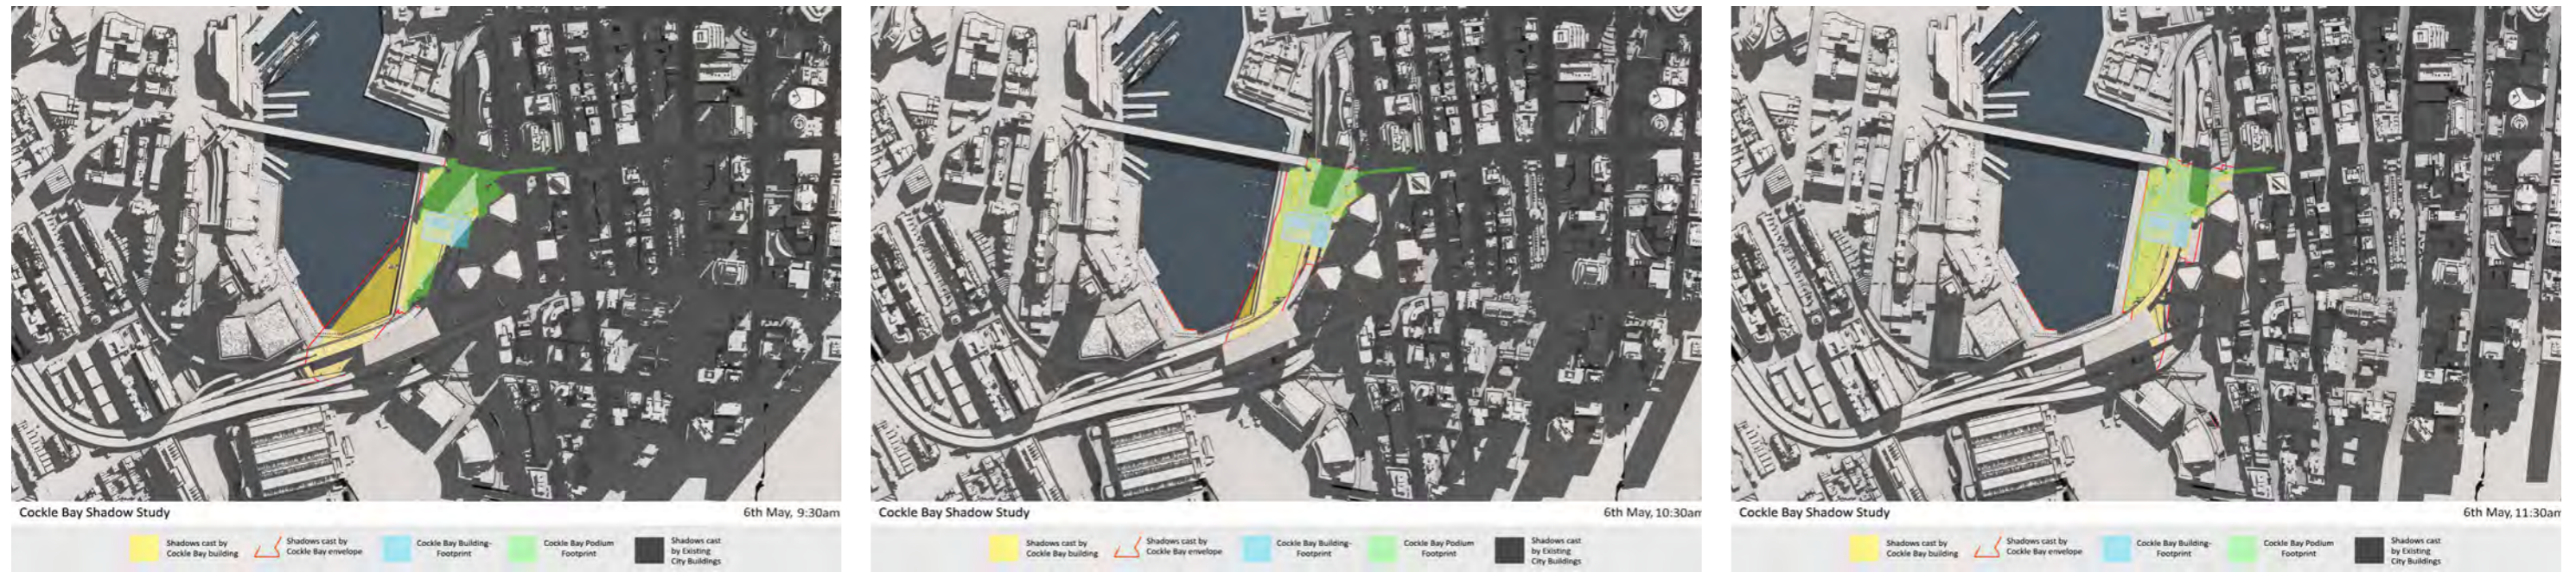 Cockle Bay Shadow Study
6th May, 9:30am
Shadows cast by
Cockle Bay building
Shadows cast by
Cockle Bay envelope
Cockle Bay Building-
Footprint
Cockle Bay Podium
Footprint
Shadows cast
by Existing
City Buildings
Cockle Bay Shadow Study
6th May, 10:30am
Shadows cast by
Cockle Bay building
Shadows cast by
Cockle Bay envelope
Cockle Bay Building-
Footprint
Cockle Bay Podium
Footprint
Shadows cast
by Existing
City Buildings
Cockle Bay Shadow Study
6th May, 11:30am
Shadows cast by
Cockle Bay building
Shadows cast by
Cockle Bay envelope
Cockle Bay Building-
Footprint
Cockle Bay Podium
Footprint
Shadows cast
by Existing
City Buildings